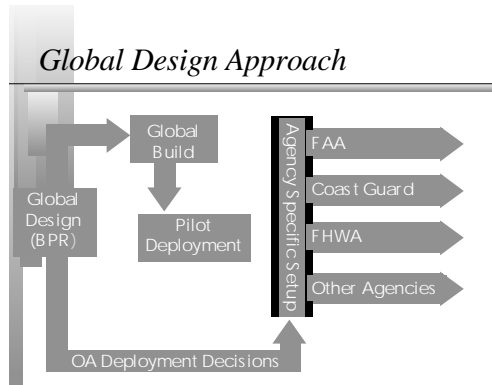 Global Design Approach
Global
Build
Global
Design
(BPR)
Pilot
Deployment
Agency Specific Setup
FAA
Coast Guard
FHWA
Other Agencies
OA Deployment Decisions